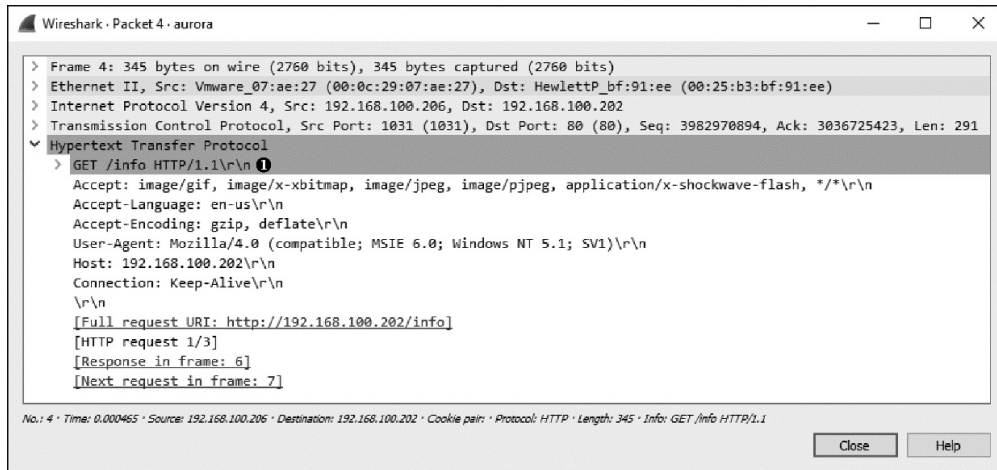 Wireshark · Packet 4 · aurora
> Frame 4: 345 bytes on wire (2760 bits), 345 bytes captured (2760 bits)
> Ethernet II, Src: Vmware_07:ae:27 (00:0c:29:07:ae:27), Dst: HewlettP_bf:91:ee (00:25:b3:bf:91:ee)
> Internet Protocol Version 4, Src: 192.168.100.206, Dst: 192.168.100.202
> Transmission Control Protocol, Src Port: 1031 (1031), Dst Port: 80 (80), Seq: 3982970894, Ack: 3036725423, Len: 291
Hypertext Transfer Protocol
> GET /info HTTP/1.1\r\n ❶
Accept: image/gif, image/x-xbitmap, image/jpeg, image/pjpeg, application/x-shockwave-flash, */*\r\n
Accept-Language: en-us\r\n
Accept-Encoding: gzip, deflate\r\n
User-Agent: Mozilla/4.0 (compatible; MSIE 6.0; Windows NT 5.1; SV1)\r\n
Host: 192.168.100.202\r\n
Connection: Keep-Alive\r\n
\r\n
[Full request URI: http://192.168.100.202/info]
[HTTP request 1/3]
[Response in frame: 6]
[Next request in frame: 7]
No.: 4 · Time: 0.000465 · Source: 192.168.100.206 · Destination: 192.168.100.202 · Cookie pair: · Protocol: HTTP · Length: 345 · Info: GET /info HTTP/1.1
Close Help